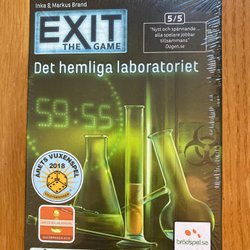 Inka & Markus Brand
EXIT
THE GAME
5/5
"Nytt och spännande –
alla spelare jobbar
tillsammans"
Dagen.se
Det hemliga laboratoriet
59:55
ÅRETS VUXENSPEL
2018
brädspel.se